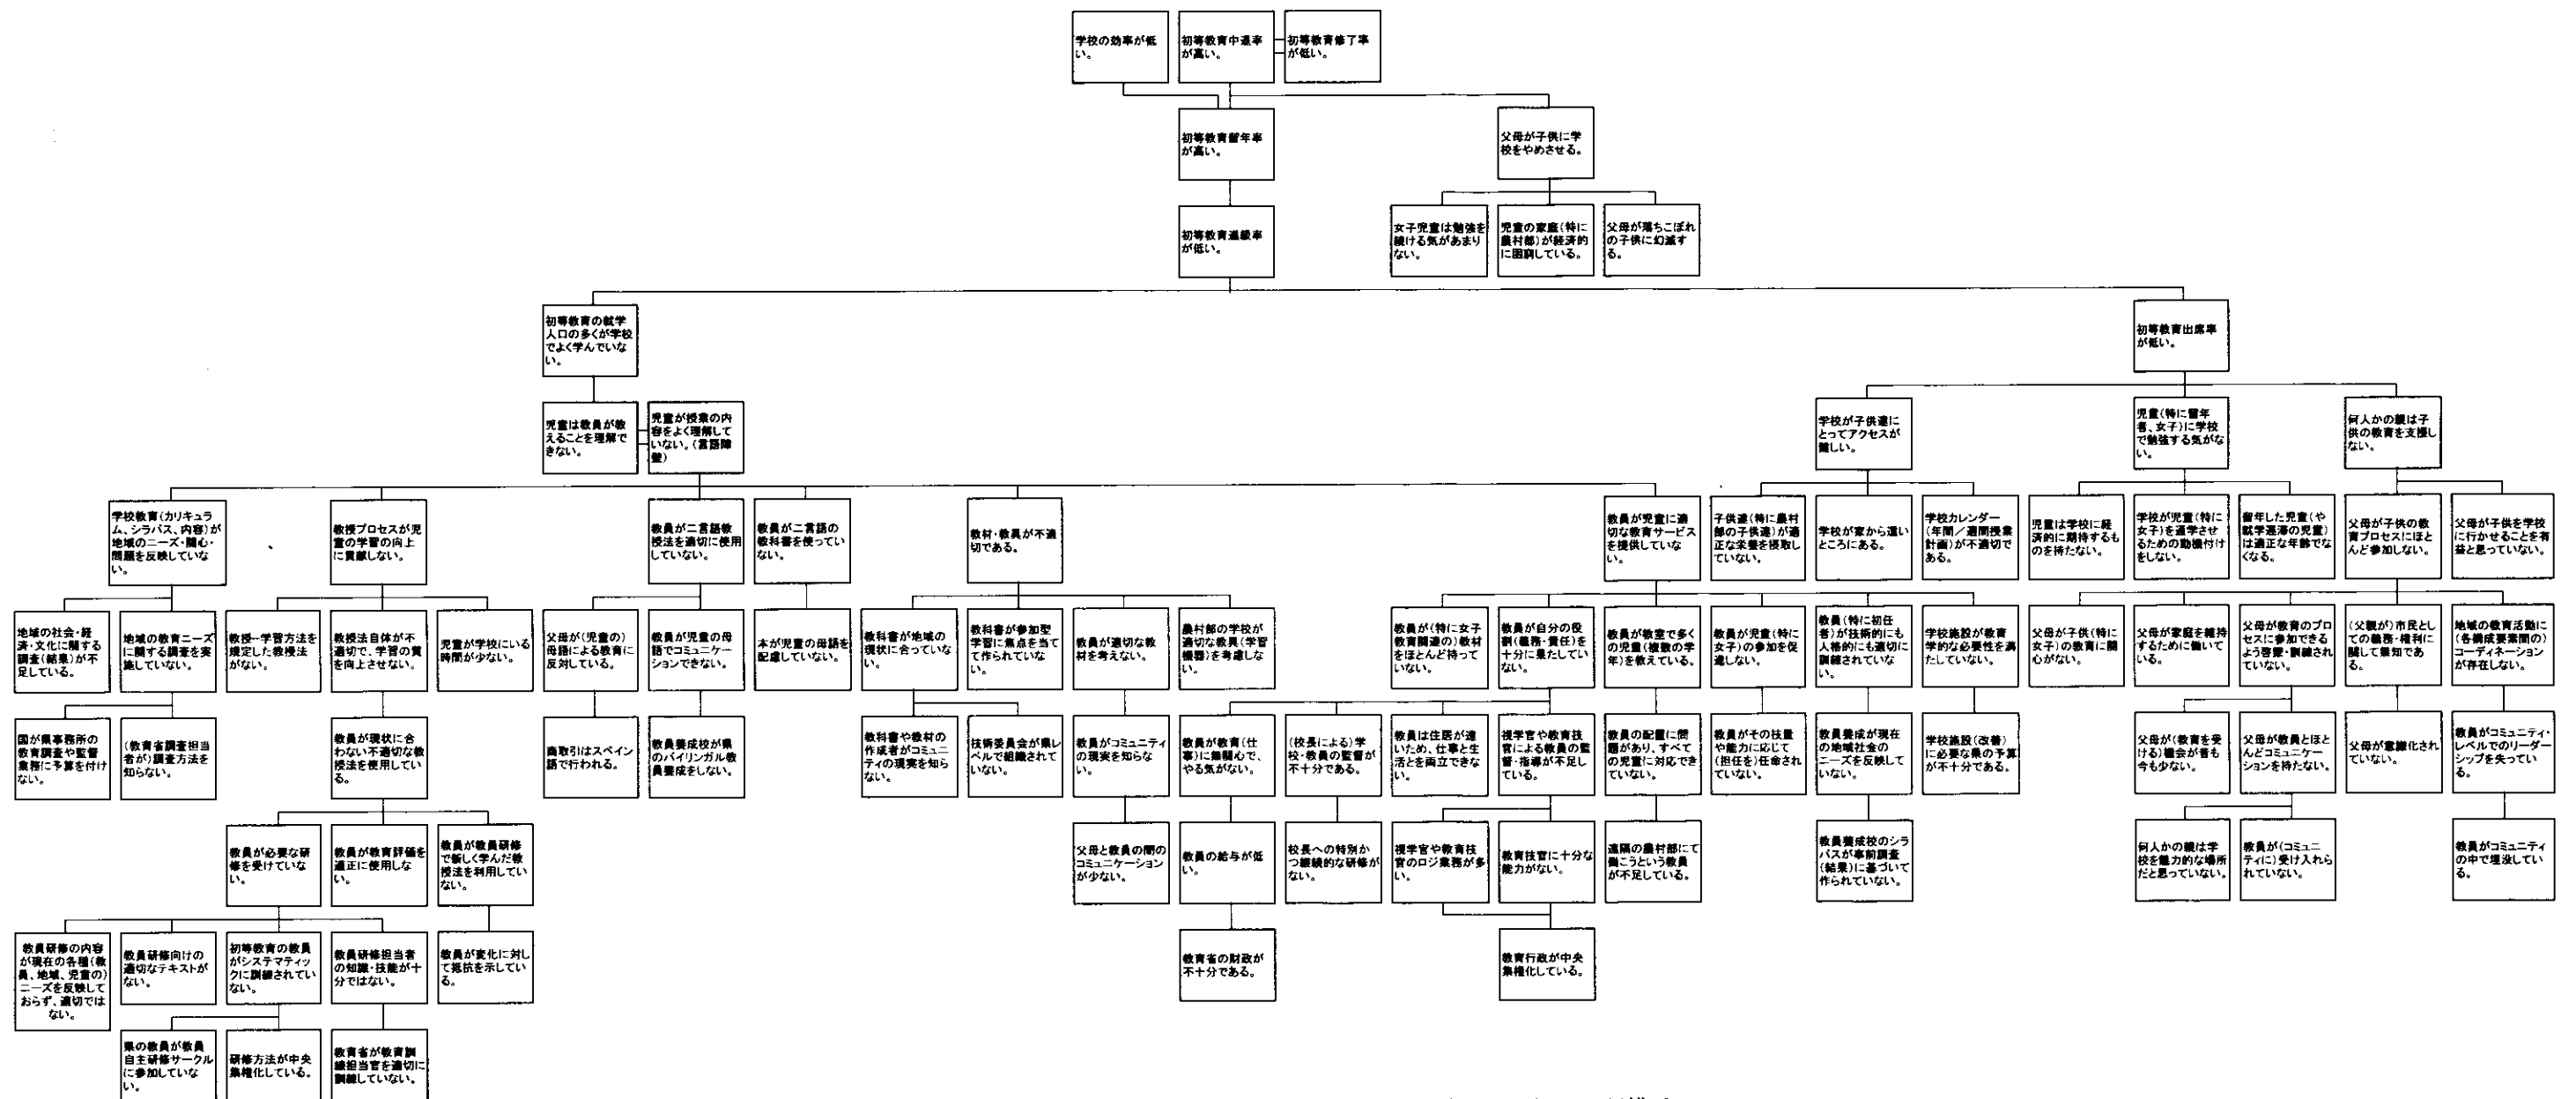 学校の効率が低
い。
初等教育中退率
が高い。
初等教育修了率
が低い。
初等教育留年率
が高い。
父母が子供に学
校をやめさせる。
初等教育進級率
が低い。
女子児童は勉強を
続ける気があまり
ない。
児童の家庭(特に
農村部)が経済的
に困窮している。
父母が落ちこぼれ
の子供に幻滅す
る。
初等教育の就学
人口の多くが学校
でよく学んでいな
い。
初等教育出席率
が低い。
児童は教員が教
えることを理解で
きない。
児童が授業の内
容をよく理解して
いない。(言語障
壁)
学校が子供達に
とってアクセスが
難しい。
児童(特に留年
者、女子)に学校
で勉強する気がな
い。
何人かの親は子
供の教育を支援し
ない。
学校教育(カリキュラ
ム、シラバス、内容)が
地域のニーズ・関心・
問題を反映していな
い。
教授プロセスが児
童の学習の向上
に貢献しない。
教員が二言語教
授法を適切に使用
していない。
教員が二言語の
教科書を使ってい
ない。
教材・教具が不適
切である。
教員が児童に適
切な教育サービス
を提供していな
い。
子供達(特に農村
部の子供達)が適
正な栄養を摂取し
ていない。
学校が家から遠い
ところにある。
学校カレンダー
(年間/週間授業
計画)が不適切で
ある。
児童は学校に経
済的に期待するも
のを持たない。
学校が児童(特に
女子)を通学させ
るための動機付け
をしない。
留年した児童(や
就学遅滞の児童)
は適正な年齢でな
くなる。
父母が子供の教
育プロセスにほと
んど参加しない。
父母が子供を学校
に行かせることを有
益と思っていない。
地域の社会・経
済・文化に関する
調査(結果)が不
足している。
地域の教育ニーズ
に関する調査を実
施していない。
教授―学習方法を
規定した教授法
がない。
教授法自体が不
適切で、学習の質
を向上させない。
児童が学校にいる
時間が少ない。
父母が(児童の)
母語による教育に
反対している。
教員が児童の母
語でコミュニケー
ションできない。
本が児童の母語を
配慮していない。
教科書が地域の
現状に合っていな
い。
教科書が参加型
学習に焦点を当て
て作られていな
い。
教員が適切な教
材を考えない。
農村部の学校が
適切な教具(学習
機器)を考慮しな
い。
教員が(特に女子
教育関連の)教材
をほとんど持って
いない。
教員が自分の役
割(義務・責任)を
十分に果たしてい
ない。
教員が教室で多く
の児童(複数の学
年)を教えている。
教員が児童(特に
女子)の参加を促
進しない。
教員(特に初任
者)が技術的にも
人格的にも適切に
訓練されていな
い。
学校施設が教育
学的な必要性を満
たしていない。
父母が子供(特に
女子)の教育に関
心がない。
父母が家庭を維持
するために働いて
いる。
父母が教育のプロ
セスに参加できる
よう啓蒙・訓練され
ていない。
(父親が)市民とし
ての義務・権利に
関して無知であ
る。
地域の教育活動に
(各構成要素間の)
コーディネーション
が存在しない。
国が県事務所の
教育調査や監督
業務に予算を付け
ない。
(教育省調査担当
者が)調査方法を
知らない。
教員が現状に合
わない不適切な教
授法を使用してい
る。
商取引はスペイン
語で行われる。
教員養成校が県
のバイリンガル教
員養成をしない。
教科書や教材の
作成者がコミュニ
ティの現実を知ら
ない。
技術委員会が県レ
ベルで組織されて
いない。
教員がコミュニティ
の現実を知らな
い。
教員が教育(仕
事)に無関心で、
やる気がない。
(校長による)学
校・教員の監督が
不十分である。
教員は住居が遠
いため、仕事と生
活とを両立できな
い。
視学官や教育技
官による教員の監
督・指導が不足し
ている。
教員の配置に問
題があり、すべて
の児童に対応でき
ていない。
教員がその技量
や能力に応じて
(担任を)任命され
ていない。
教員養成が現在
の地域社会の
ニーズを反映して
いない。
学校施設(改善)
に必要な県の予算
が不十分である。
父母が(教育を受
ける)機会が昔も
今も少ない。
父母が教員とほと
んどコミュニケー
ションを持たない。
父母が意識化され
ていない。
教員がコミュニティ・
レベルでのリーダー
シップを失ってい
る。
教員が必要な研
修を受けていな
い。
教員が教育評価を
適正に使用しな
い。
教員が教員研修
で新しく学んだ教
授法を利用してい
ない。
父母と教員の間の
コミュニケーション
が少ない。
教員の給与が低
い。
校長への特別か
つ継続的な研修が
ない。
視学官や教育技
官のロジ業務が多
い。
教育技官に十分な
能力がない。
遠隔の農村部にて
働こうという教員
が不足している。
教員養成校のシラ
バスが事前調査
(結果)に基づいて
作られていない。
何人かの親は学
校を魅力的な場所
だと思っていない。
教員が(コミュニ
ティに)受け入れら
れていない。
教員がコミュニティ
の中で埋没してい
る。
教員研修の内容
が現在の各種(教
員、地域、児童の)
ニーズを反映して
おらず、適切では
ない。
教員研修向けの
適切なテキストが
ない。
初等教育の教員
がシステマティッ
クに訓練されてい
ない。
教員研修担当者
の知識・技能が十
分ではない。
教員が変化に対し
て抵抗を示してい
る。
教育省の財政が
不十分である。
教育行政が中央
集権化している。
県の教員が教員
自主研修サークル
に参加していな
い。
研修方法が中央
集権化している。
教育省が教育訓
練担当官を適切に
訓練していない。